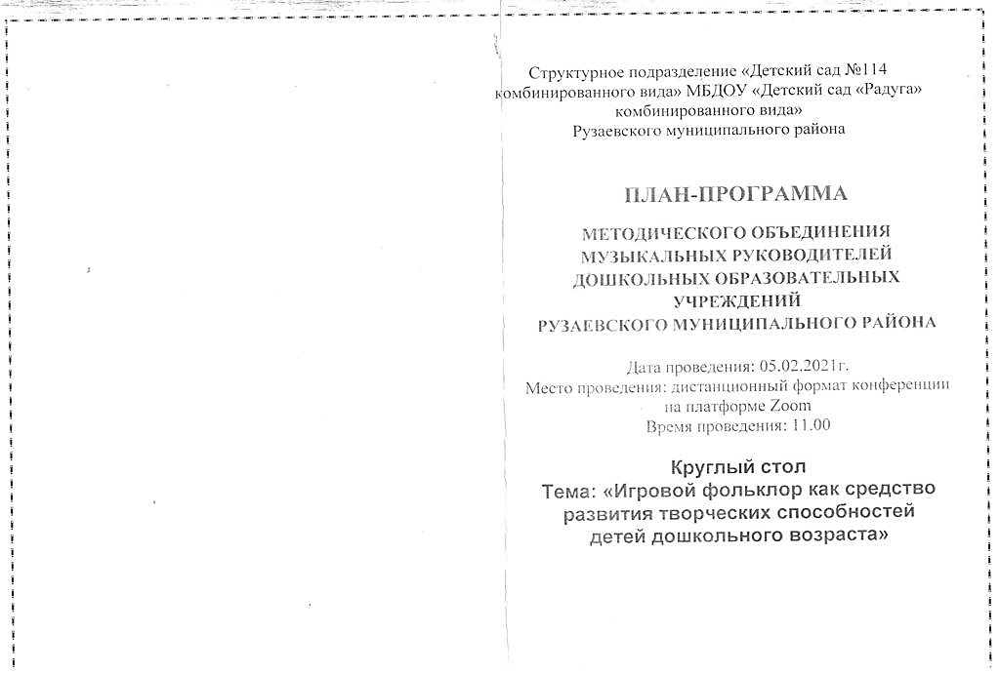 Структурное подразделение «Детский сад №114
комбинированного вида» МБДОУ «Детский сад «Радуга»
комбинированного вида»
Рузаевского муниципального района
ПЛАН-ПРОГРАММА
МЕТОДИЧЕСКОГО ОБЪЕДИНЕНИЯ
МУЗЫКАЛЬНЫХ РУКОВОДИТЕЛЕЙ
ДОШКОЛЬНЫХ ОБРАЗОВАТЕЛЬНЫХ
УЧРЕЖДЕНИЙ
РУЗАЕВСКОГО МУНИЦИПАЛЬНОГО РАЙОНА
Дата проведения: 05.02.2021г.
Место проведения: дистанционный формат конференции
на платформе Zoom
Время проведения: 11.00
Круглый стол
Тема: «Игровой фольклор как средство
развития творческих способностей
детей дошкольного возраста»